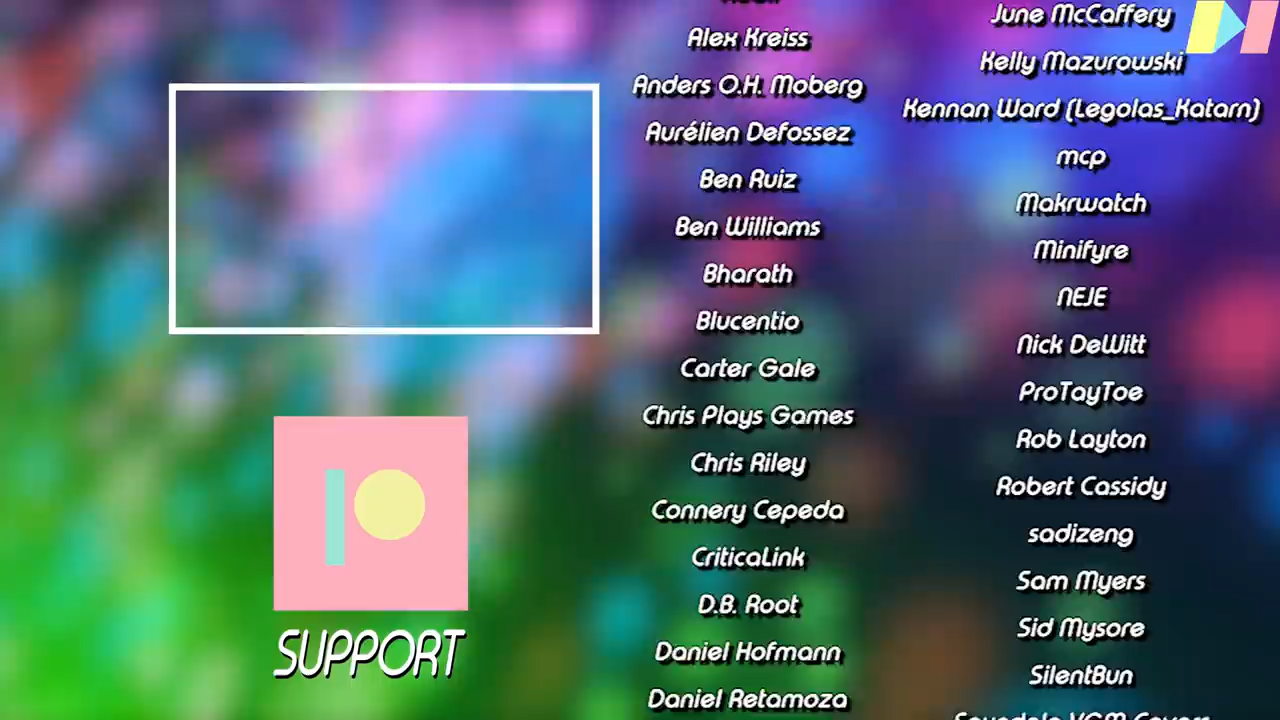 Alex Kreiss
Anders O.H. Moberg
Aurélien Defossez
Ben Ruiz
Ben Williams
Bharath
Blucentio
Carter Gale
Chris Plays Games
Chris Riley
Connery Cepeda
CriticaLink
D.B. Root
Daniel Hofmann
Daniel Retamoza
June McCaffery
Kelly Mazurowski
Kennan Ward (Legolas_Katarn)
mcp
Makrwatch
Minifyre
NEJE
Nick DeWitt
ProTayToe
Rob Layton
Robert Cassidy
sadizeng
Sam Myers
Sid Mysore
SilentBun
SUPPORT